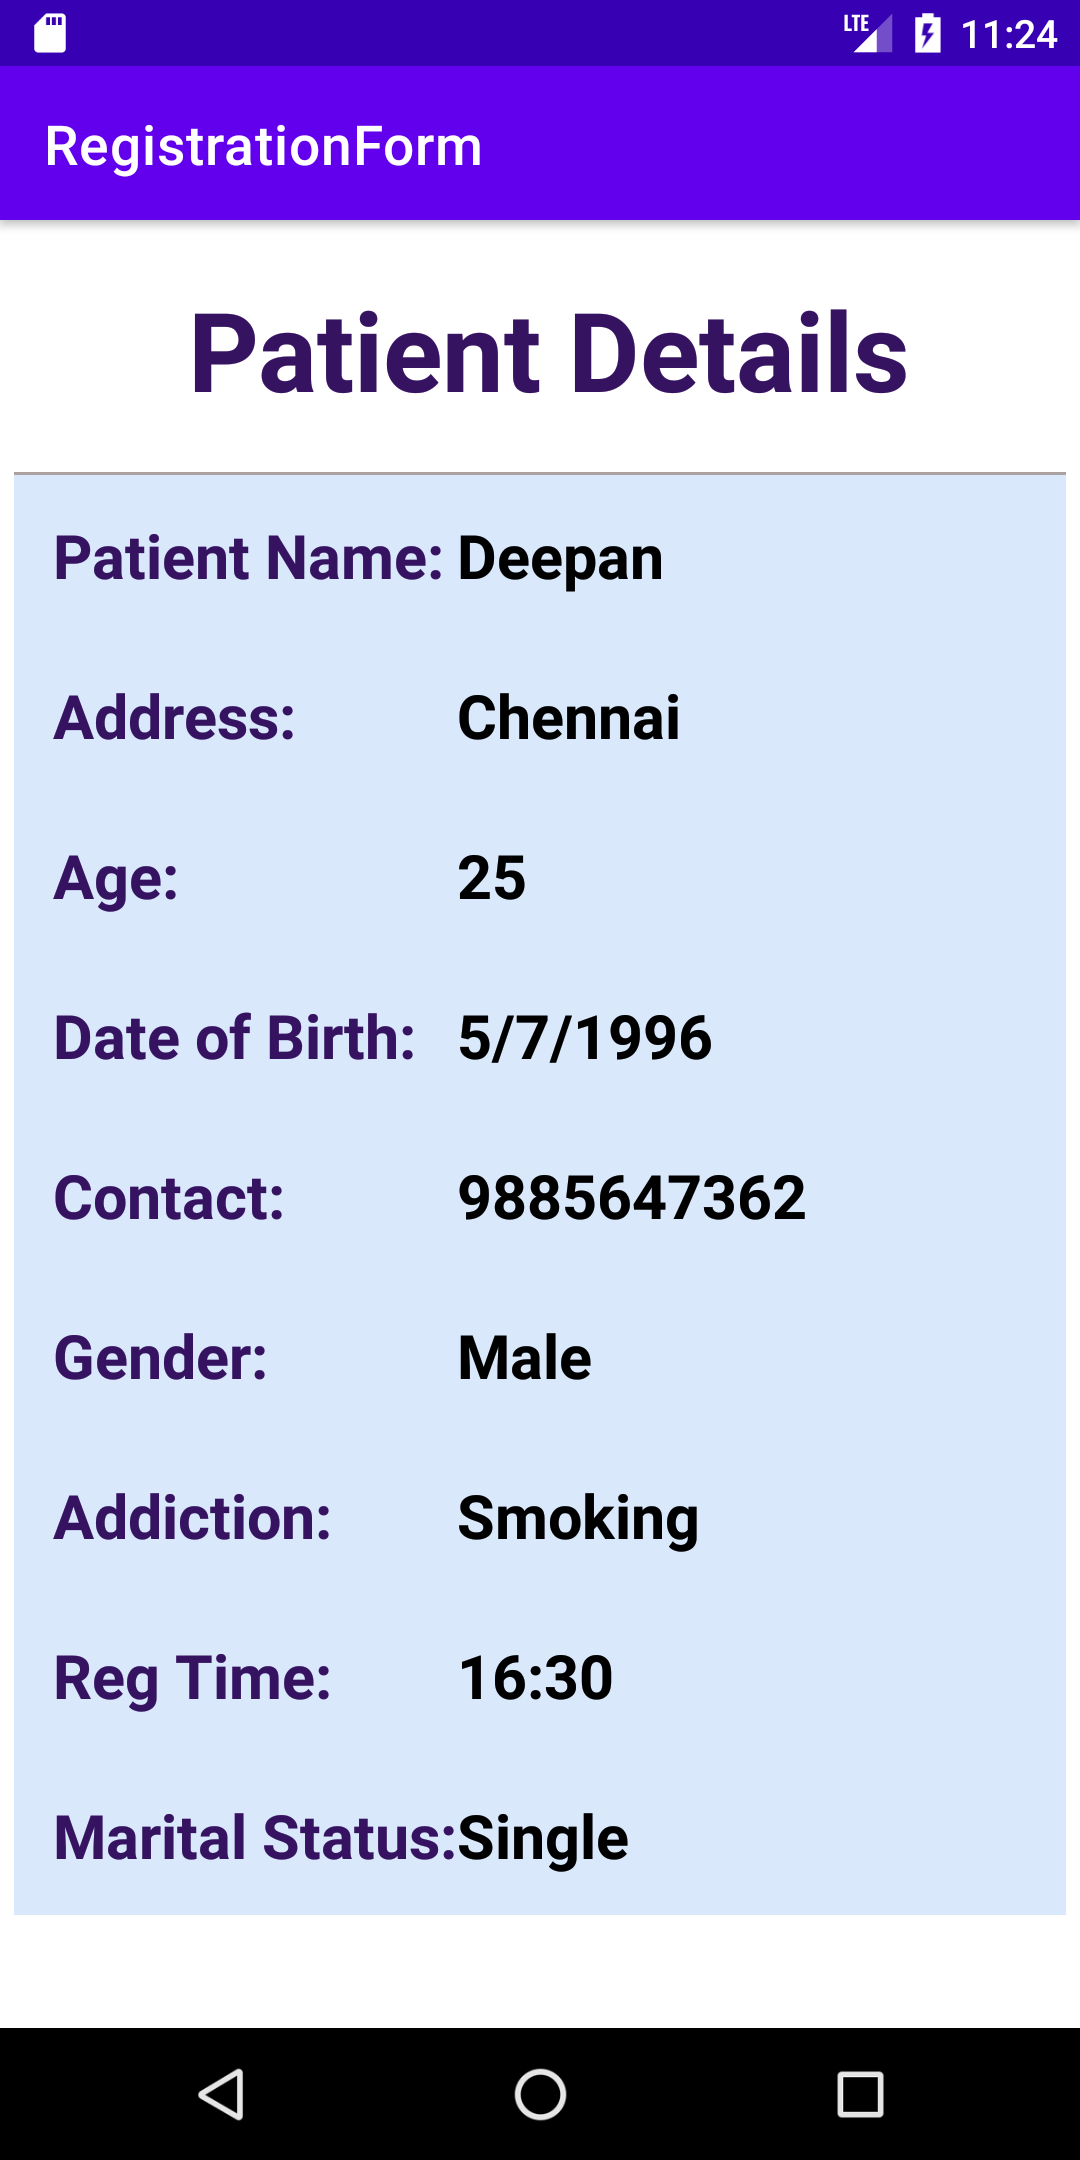 LTE 11:24
RegistrationForm
Patient Details
Patient Name: Deepan
Address: Chennai
Age: 25
Date of Birth: 5/7/1996
Contact: 9885647362
Gender: Male
Addiction: Smoking
Reg Time: 16:30
Marital Status:Single